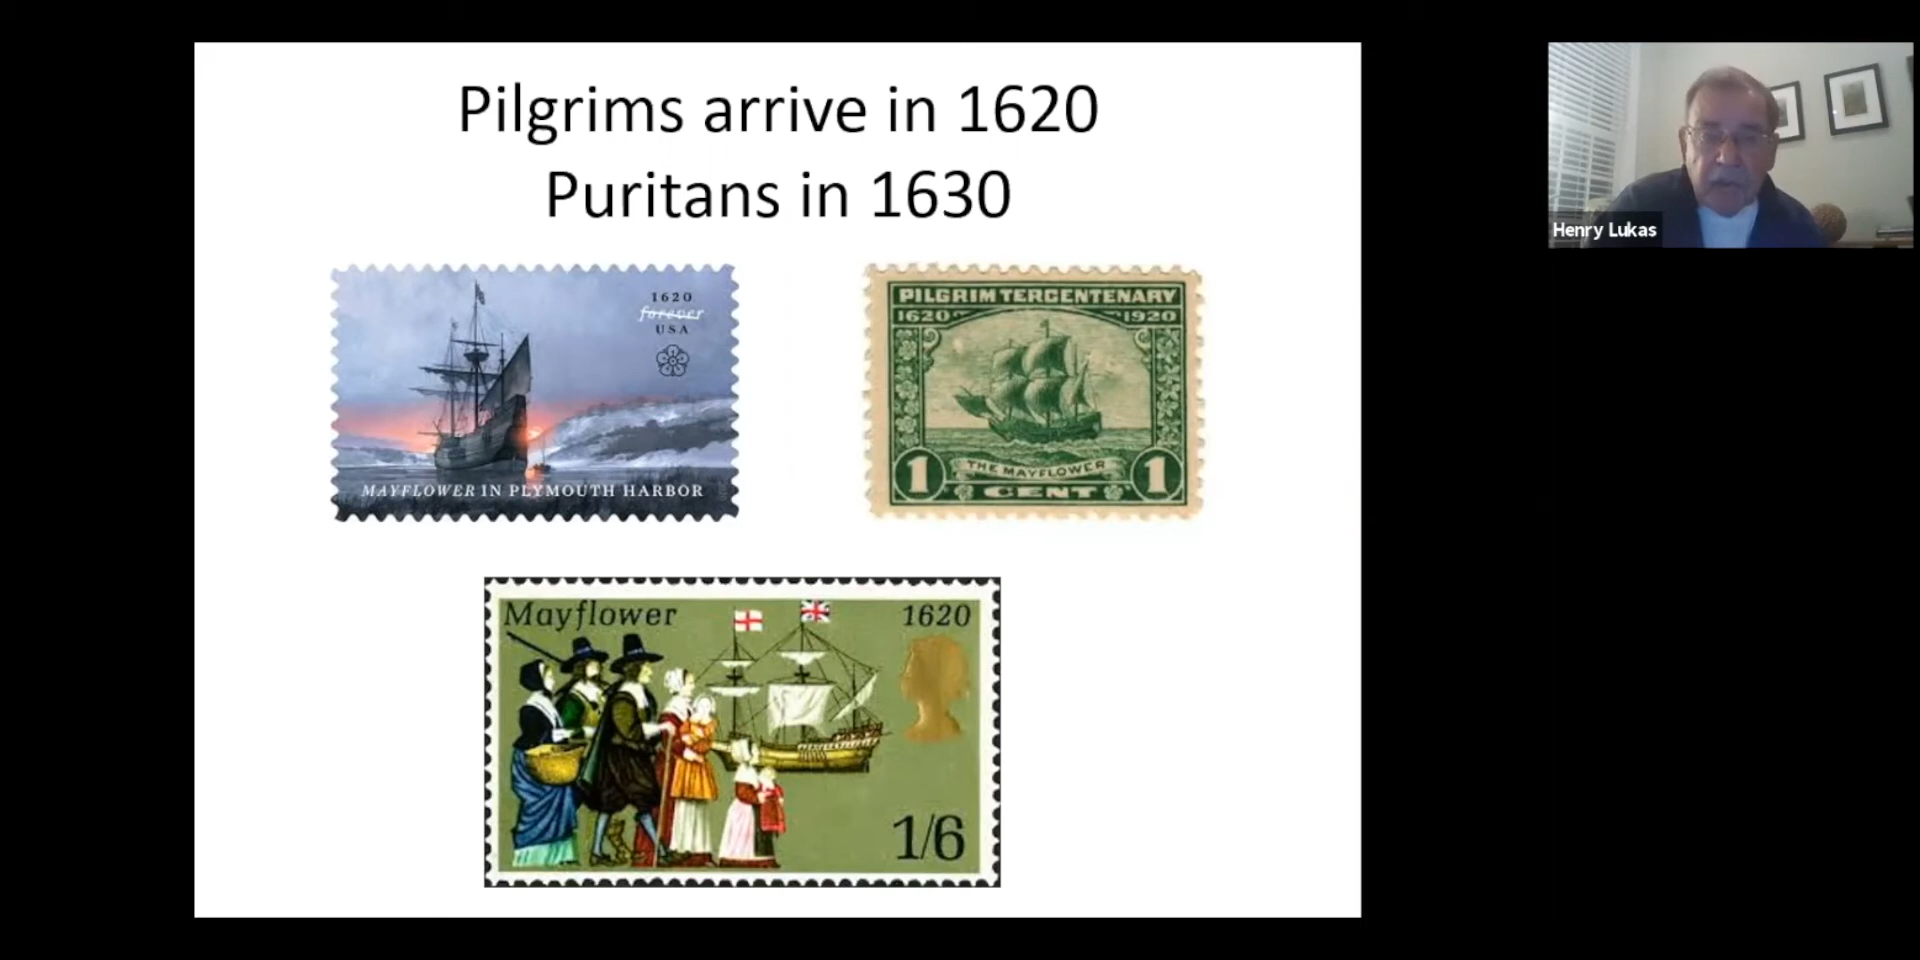 Pilgrims arrive in 1620
Puritans in 1630
1620
forever
USA
MAYFLOWER IN PLYMOUTH HARBOR
PILGRIM TERCENTENARY
1620 1920
THE MAYFLOWER
1 CENT 1
Mayflower 1620
1/6
Henry Lukas